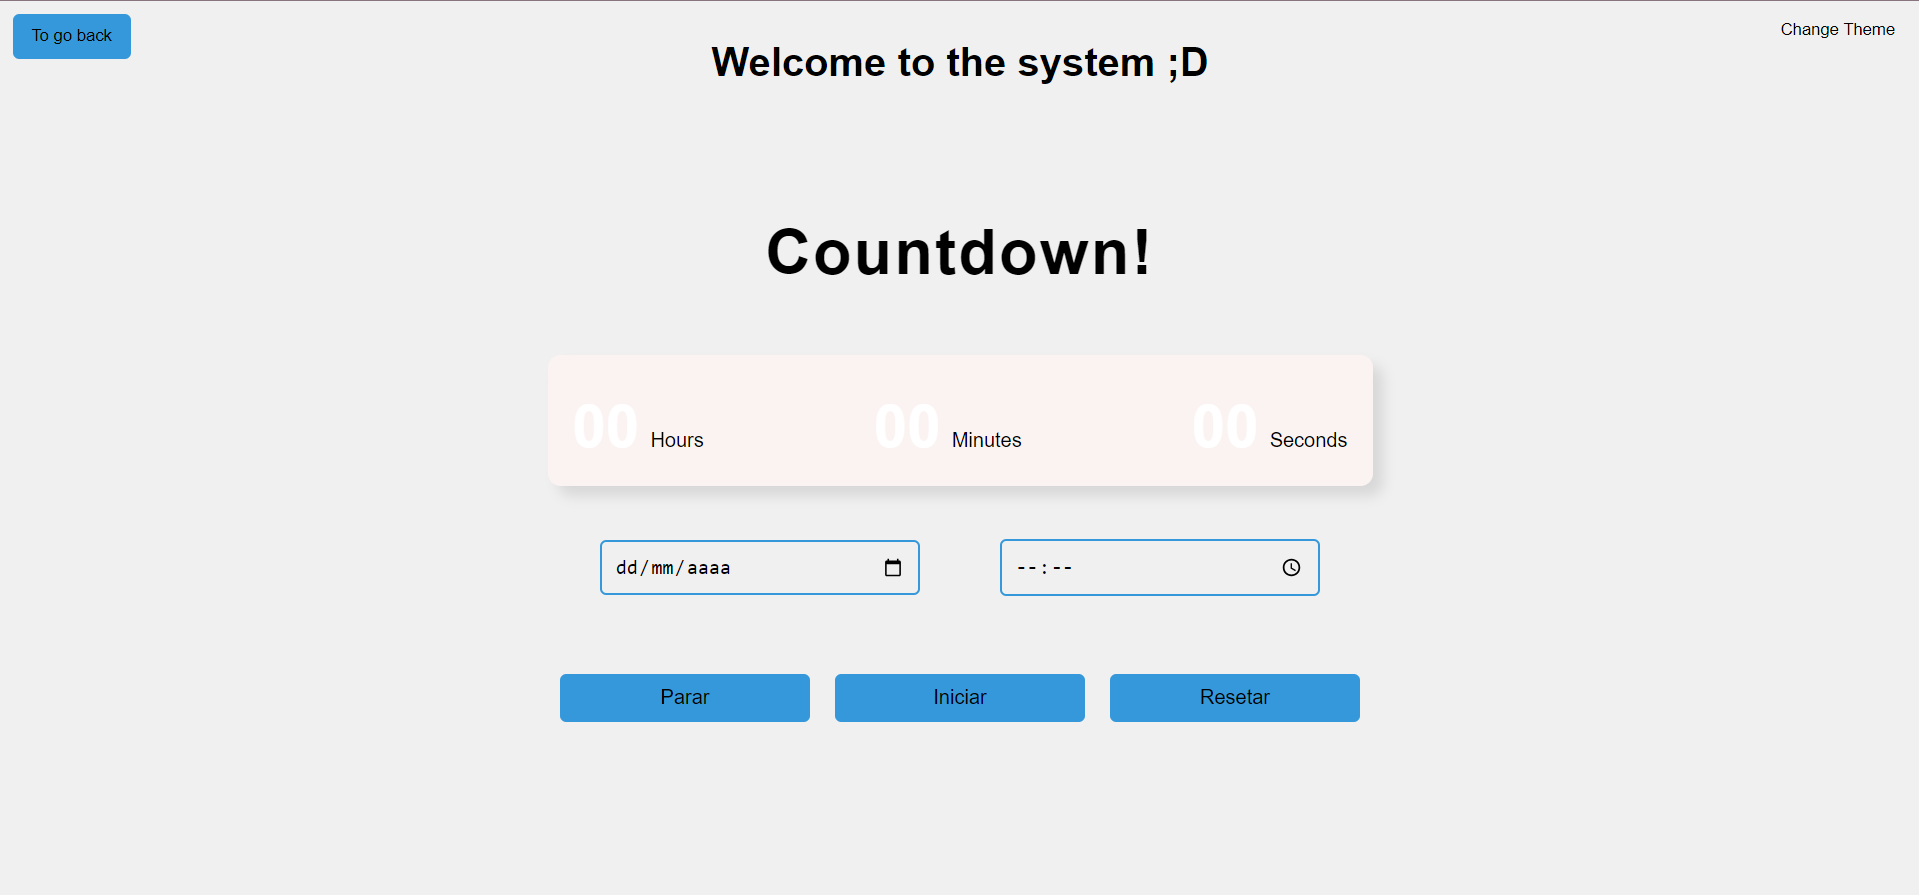 To go back
Change Theme
Welcome to the system ;D
Countdown!
00 Hours 00 Minutes 00 Seconds
dd/mm/aaaa --:--
Parar Iniciar Resetar